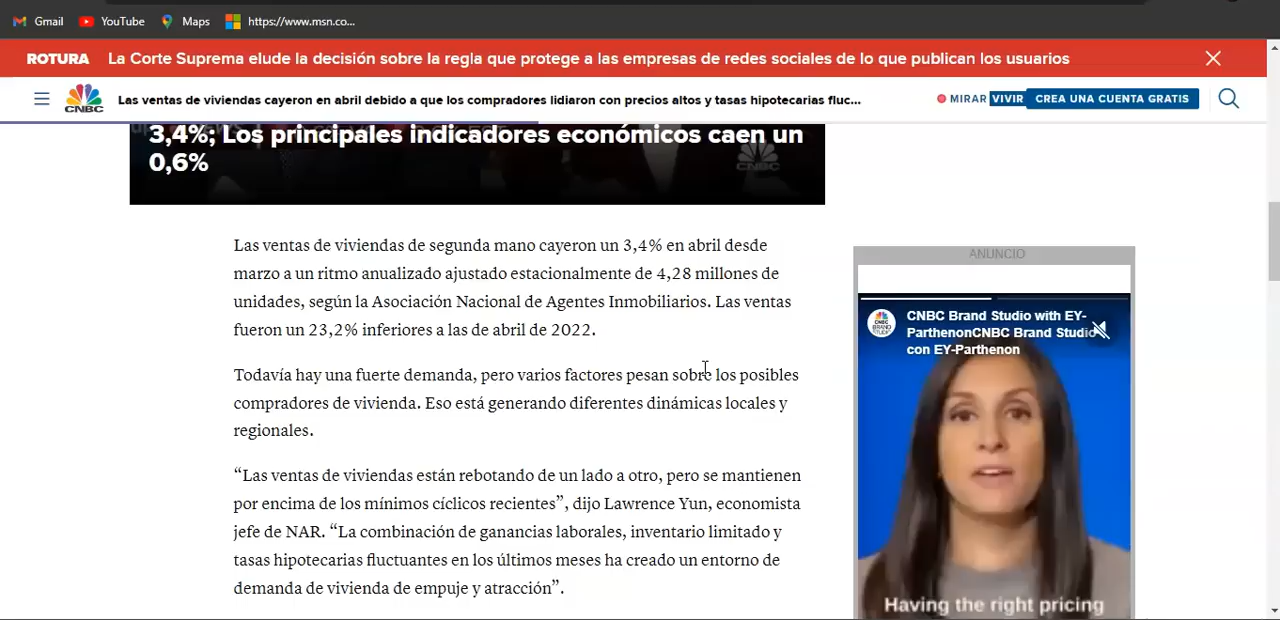 Gmail YouTube Maps https://www.msn.co...
ROTURA La Corte Suprema elude la decisión sobre la regla que protege a las empresas de redes sociales de lo que publican los usuarios
CNBC Las ventas de viviendas cayeron en abril debido a que los compradores lidiaron con precios altos y tasas hipotecarias fluc... MIRAR VIVIR CREA UNA CUENTA GRATIS
3,4%; Los principales indicadores económicos caen un
0,6%
CNBC
Las ventas de viviendas de segunda mano cayeron un 3,4% en abril desde
marzo a un ritmo anualizado ajustado estacionalmente de 4,28 millones de
unidades, según la Asociación Nacional de Agentes Inmobiliarios. Las ventas
fueron un 23,2% inferiores a las de abril de 2022.
Todavía hay una fuerte demanda, pero varios factores pesan sobre los posibles
compradores de vivienda. Eso está generando diferentes dinámicas locales y
regionales.
“Las ventas de viviendas están rebotando de un lado a otro, pero se mantienen
por encima de los mínimos cíclicos recientes”, dijo Lawrence Yun, economista
jefe de NAR. “La combinación de ganancias laborales, inventario limitado y
tasas hipotecarias fluctuantes en los últimos meses ha creado un entorno de
demanda de vivienda de empuje y atracción”.
ANUNCIO
CNBC BRAND STUDIO
CNBC Brand Studio with EY-
ParthenonCNBC Brand Studio
con EY-Parthenon
Having the right pricing